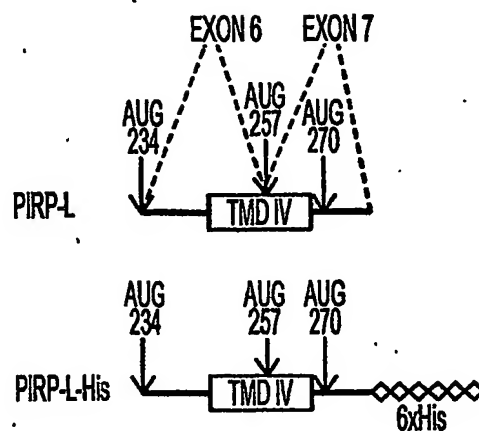 EXON 6 EXON 7
AUG 234
AUG 257
AUG 270
PIRP-L
TMD IV
AUG 234
AUG 257
AUG 270
PIRP-L-His
TMD IV
6xHis